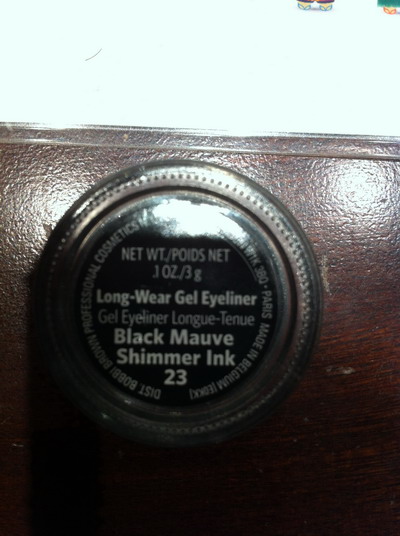 NET WT./POIDS NET
.1 OZ./3 g
Long-Wear Gel Eyeliner
Gel Eyeliner Longue-Tenue
Black Mauve
Shimmer Ink
23
DIST BOBBI BROWN PROFESSIONAL COSMETICS
PARIS MADE IN BELGIUM